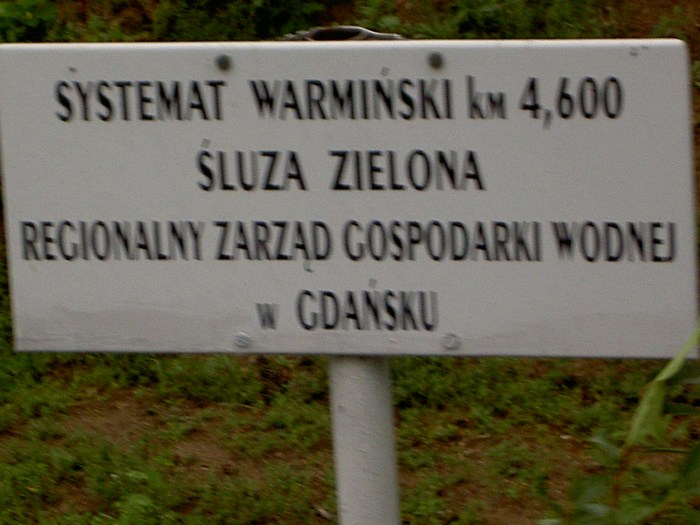 SYSTEMAT WARMIŃSKI km 4,600
ŚLUZA ZIELONA
REGIONALNY ZARZĄD GOSPODARKI WODNEJ
w GDAŃSKU